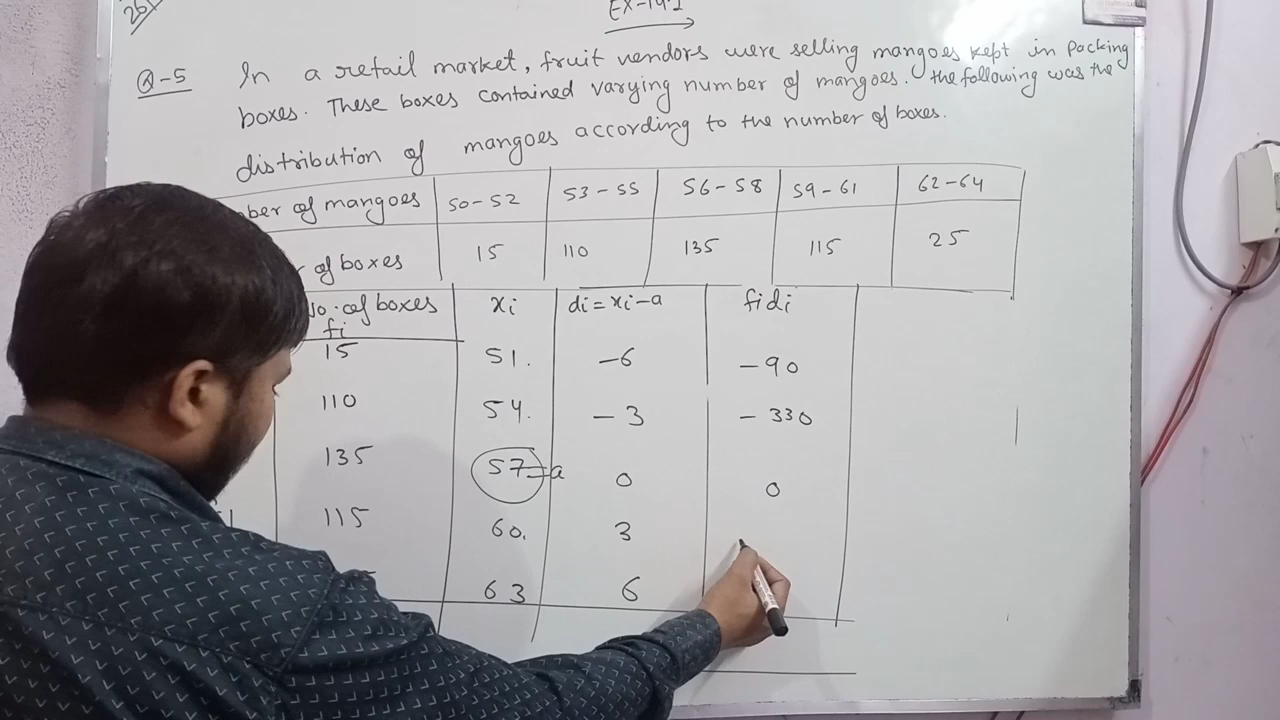 Ex-14.1
Q-5 In a retail market, fruit vendors were selling mangoes kept in packing
boxes. These boxes contained varying number of mangoes. the following was the
distribution of mangoes according to the number of boxes.
of mangoes 50-52 53-55 56-58 59-61 62-64
of boxes 15 110 135 115 25
No. of boxes fi xi di = xi-a fidi
15 51. -6 -90
110 54. -3 -330
135 57=a 0 0
115 60. 3
63 6